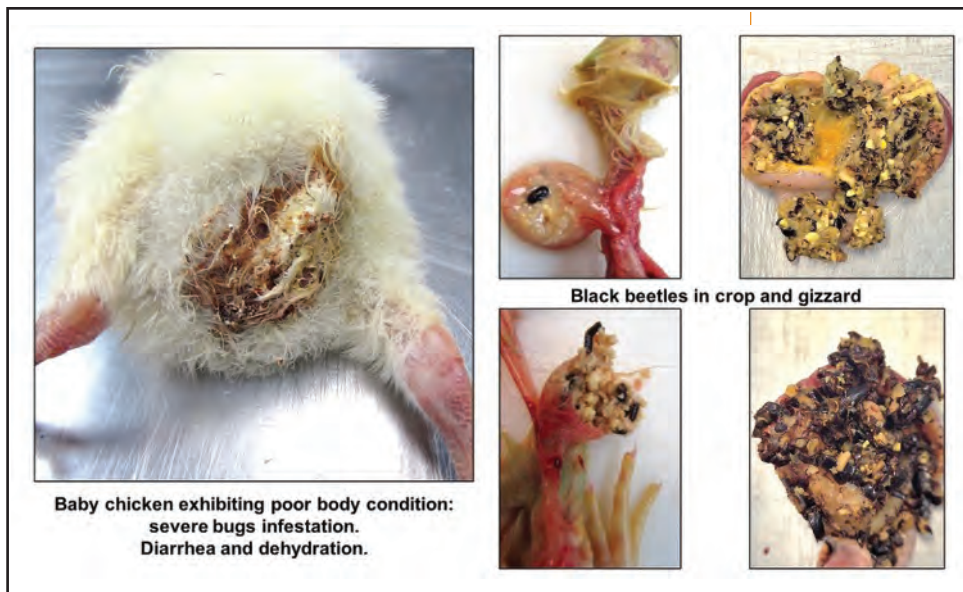 Black beetles in crop and gizzard
Baby chicken exhibiting poor body condition:
severe bugs infestation.
Diarrhea and dehydration.